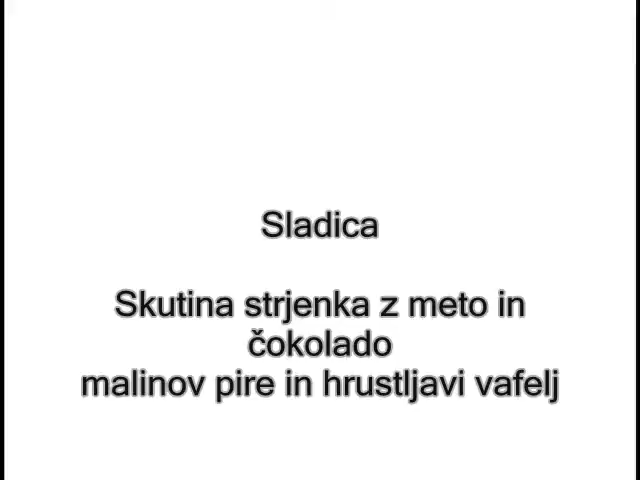 Sladica
Skutina strjenka z meto in
čokolado
malinov pire in hrustljavi vafelj